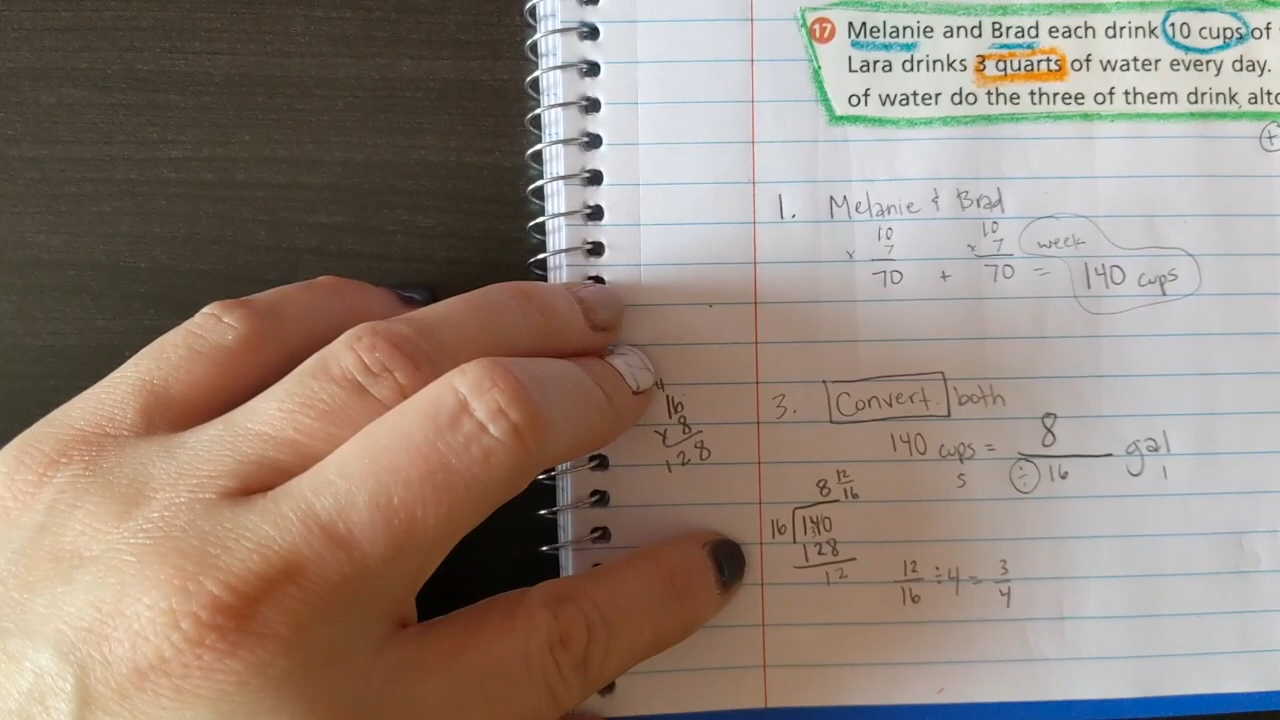 17 Melanie and Brad each drink 10 cups of
Lara drinks 3 quarts of water every day.
of water do the three of them drink, alto
+
1. Melanie & Brad
10 10
x 7 x 7 week
70 + 70 = 140 cups
3. Convert. both
140 cups = 8 gal
s ÷ 16 1
4
16
x 8
128
8 12/16
16 140
128
12
12/16 ÷ 4 = 3/4